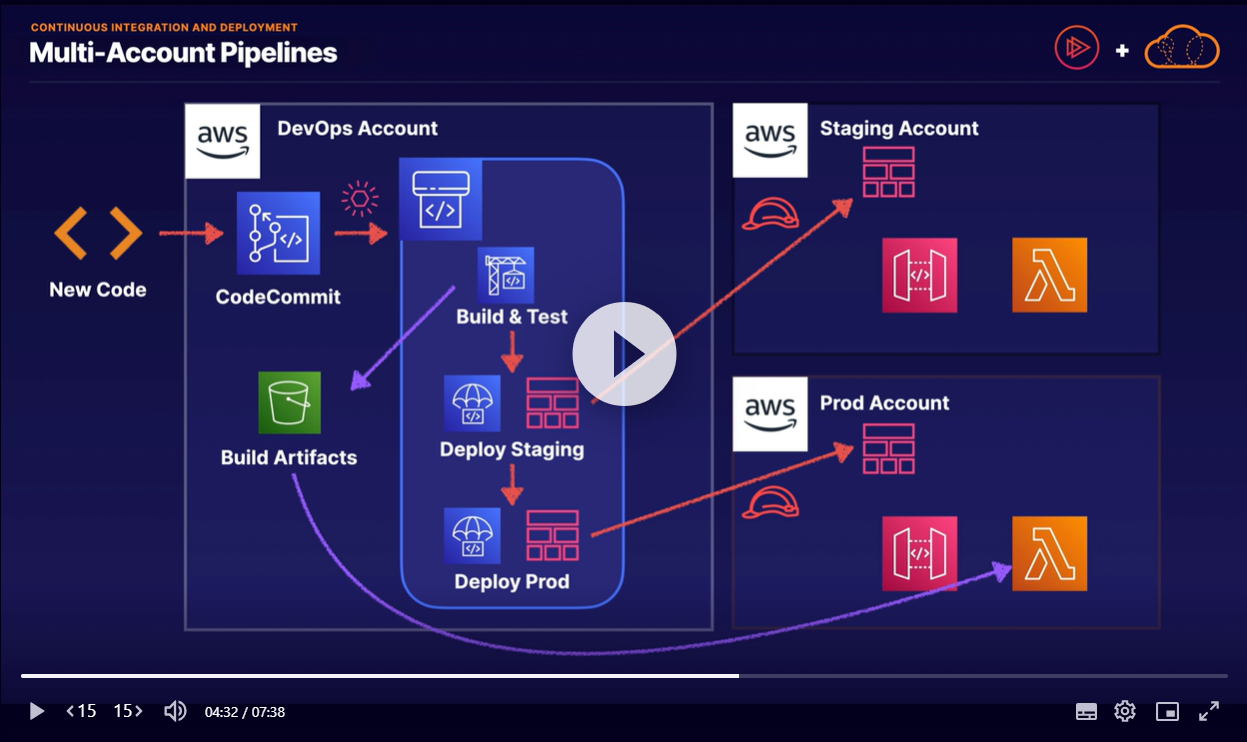 CONTINUOUS INTEGRATION AND DEPLOYMENT
Multi-Account Pipelines
aws
DevOps Account
aws
Staging Account
New Code
CodeCommit
Build & Test
Build Artifacts
Deploy Staging
Deploy Prod
aws
Prod Account
15
15
04:32 / 07:38